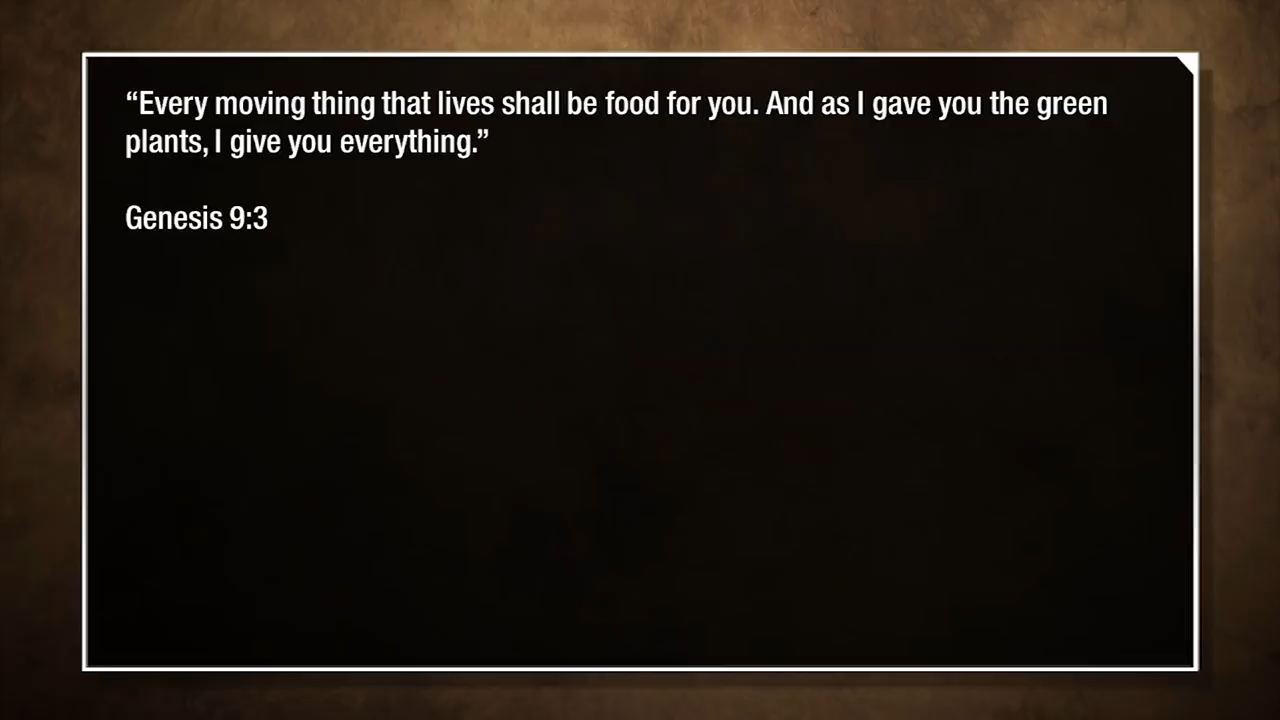 “Every moving thing that lives shall be food for you. And as I gave you the green
plants, I give you everything.”
Genesis 9:3